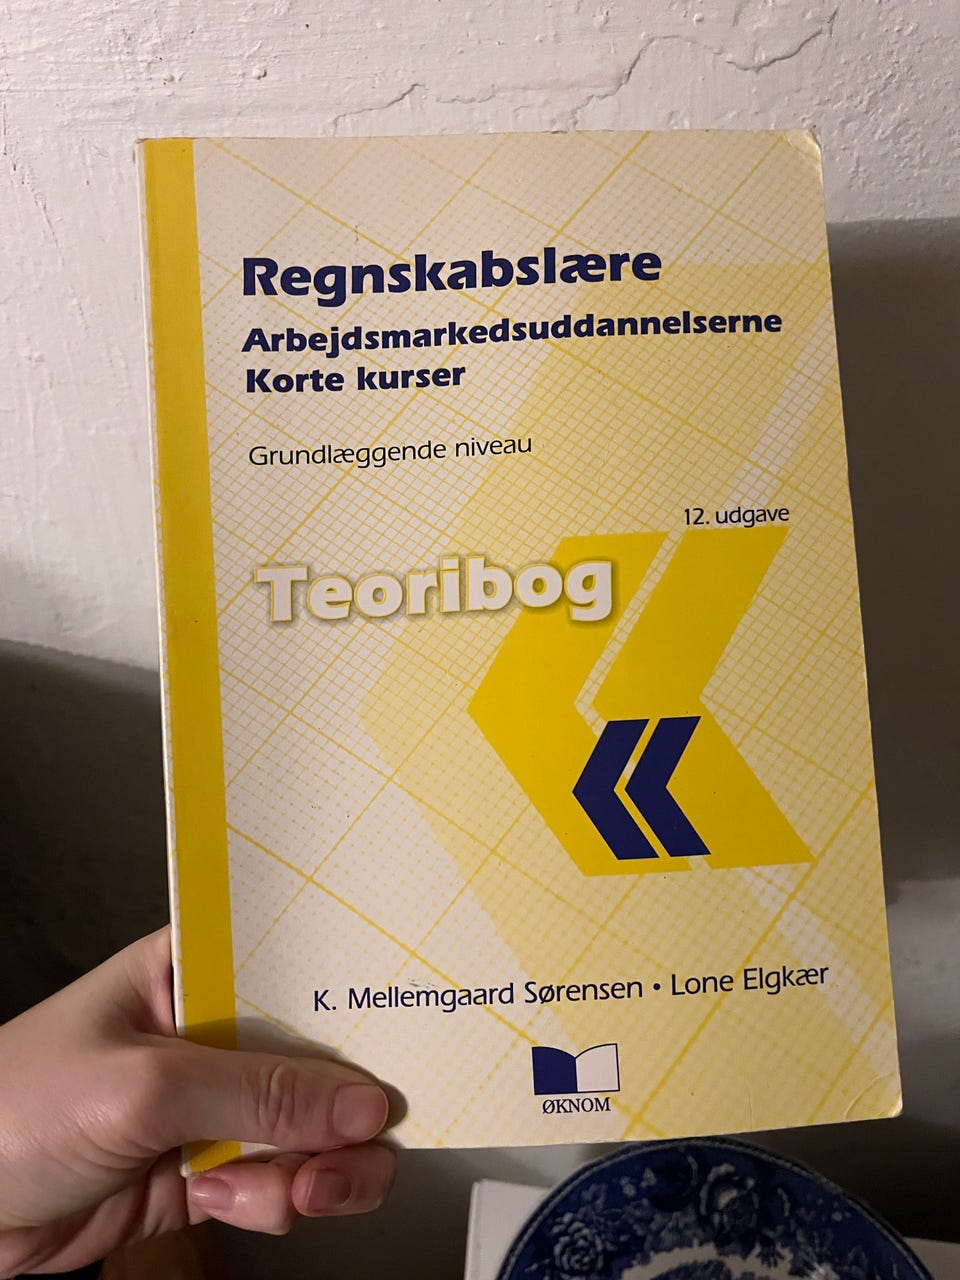 Regnskabslære
Arbejdsmarkedsuddannelserne
Korte kurser
Grundlæggende niveau
12. udgave
Teoribog
K. Mellemgaard Sørensen • Lone Elgkær
ØKNOM